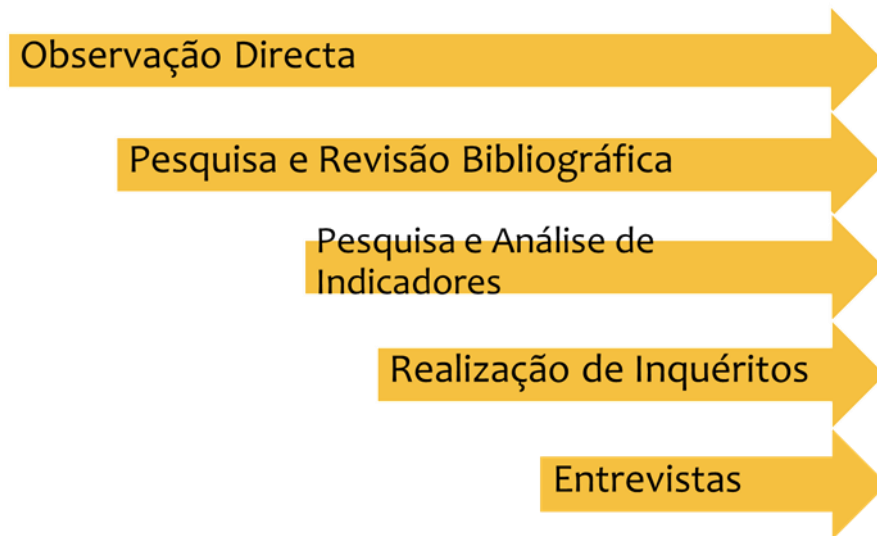 Observação Directa
Pesquisa e Revisão Bibliográfica
Pesquisa e Análise de
Indicadores
Realização de Inquéritos
Entrevistas